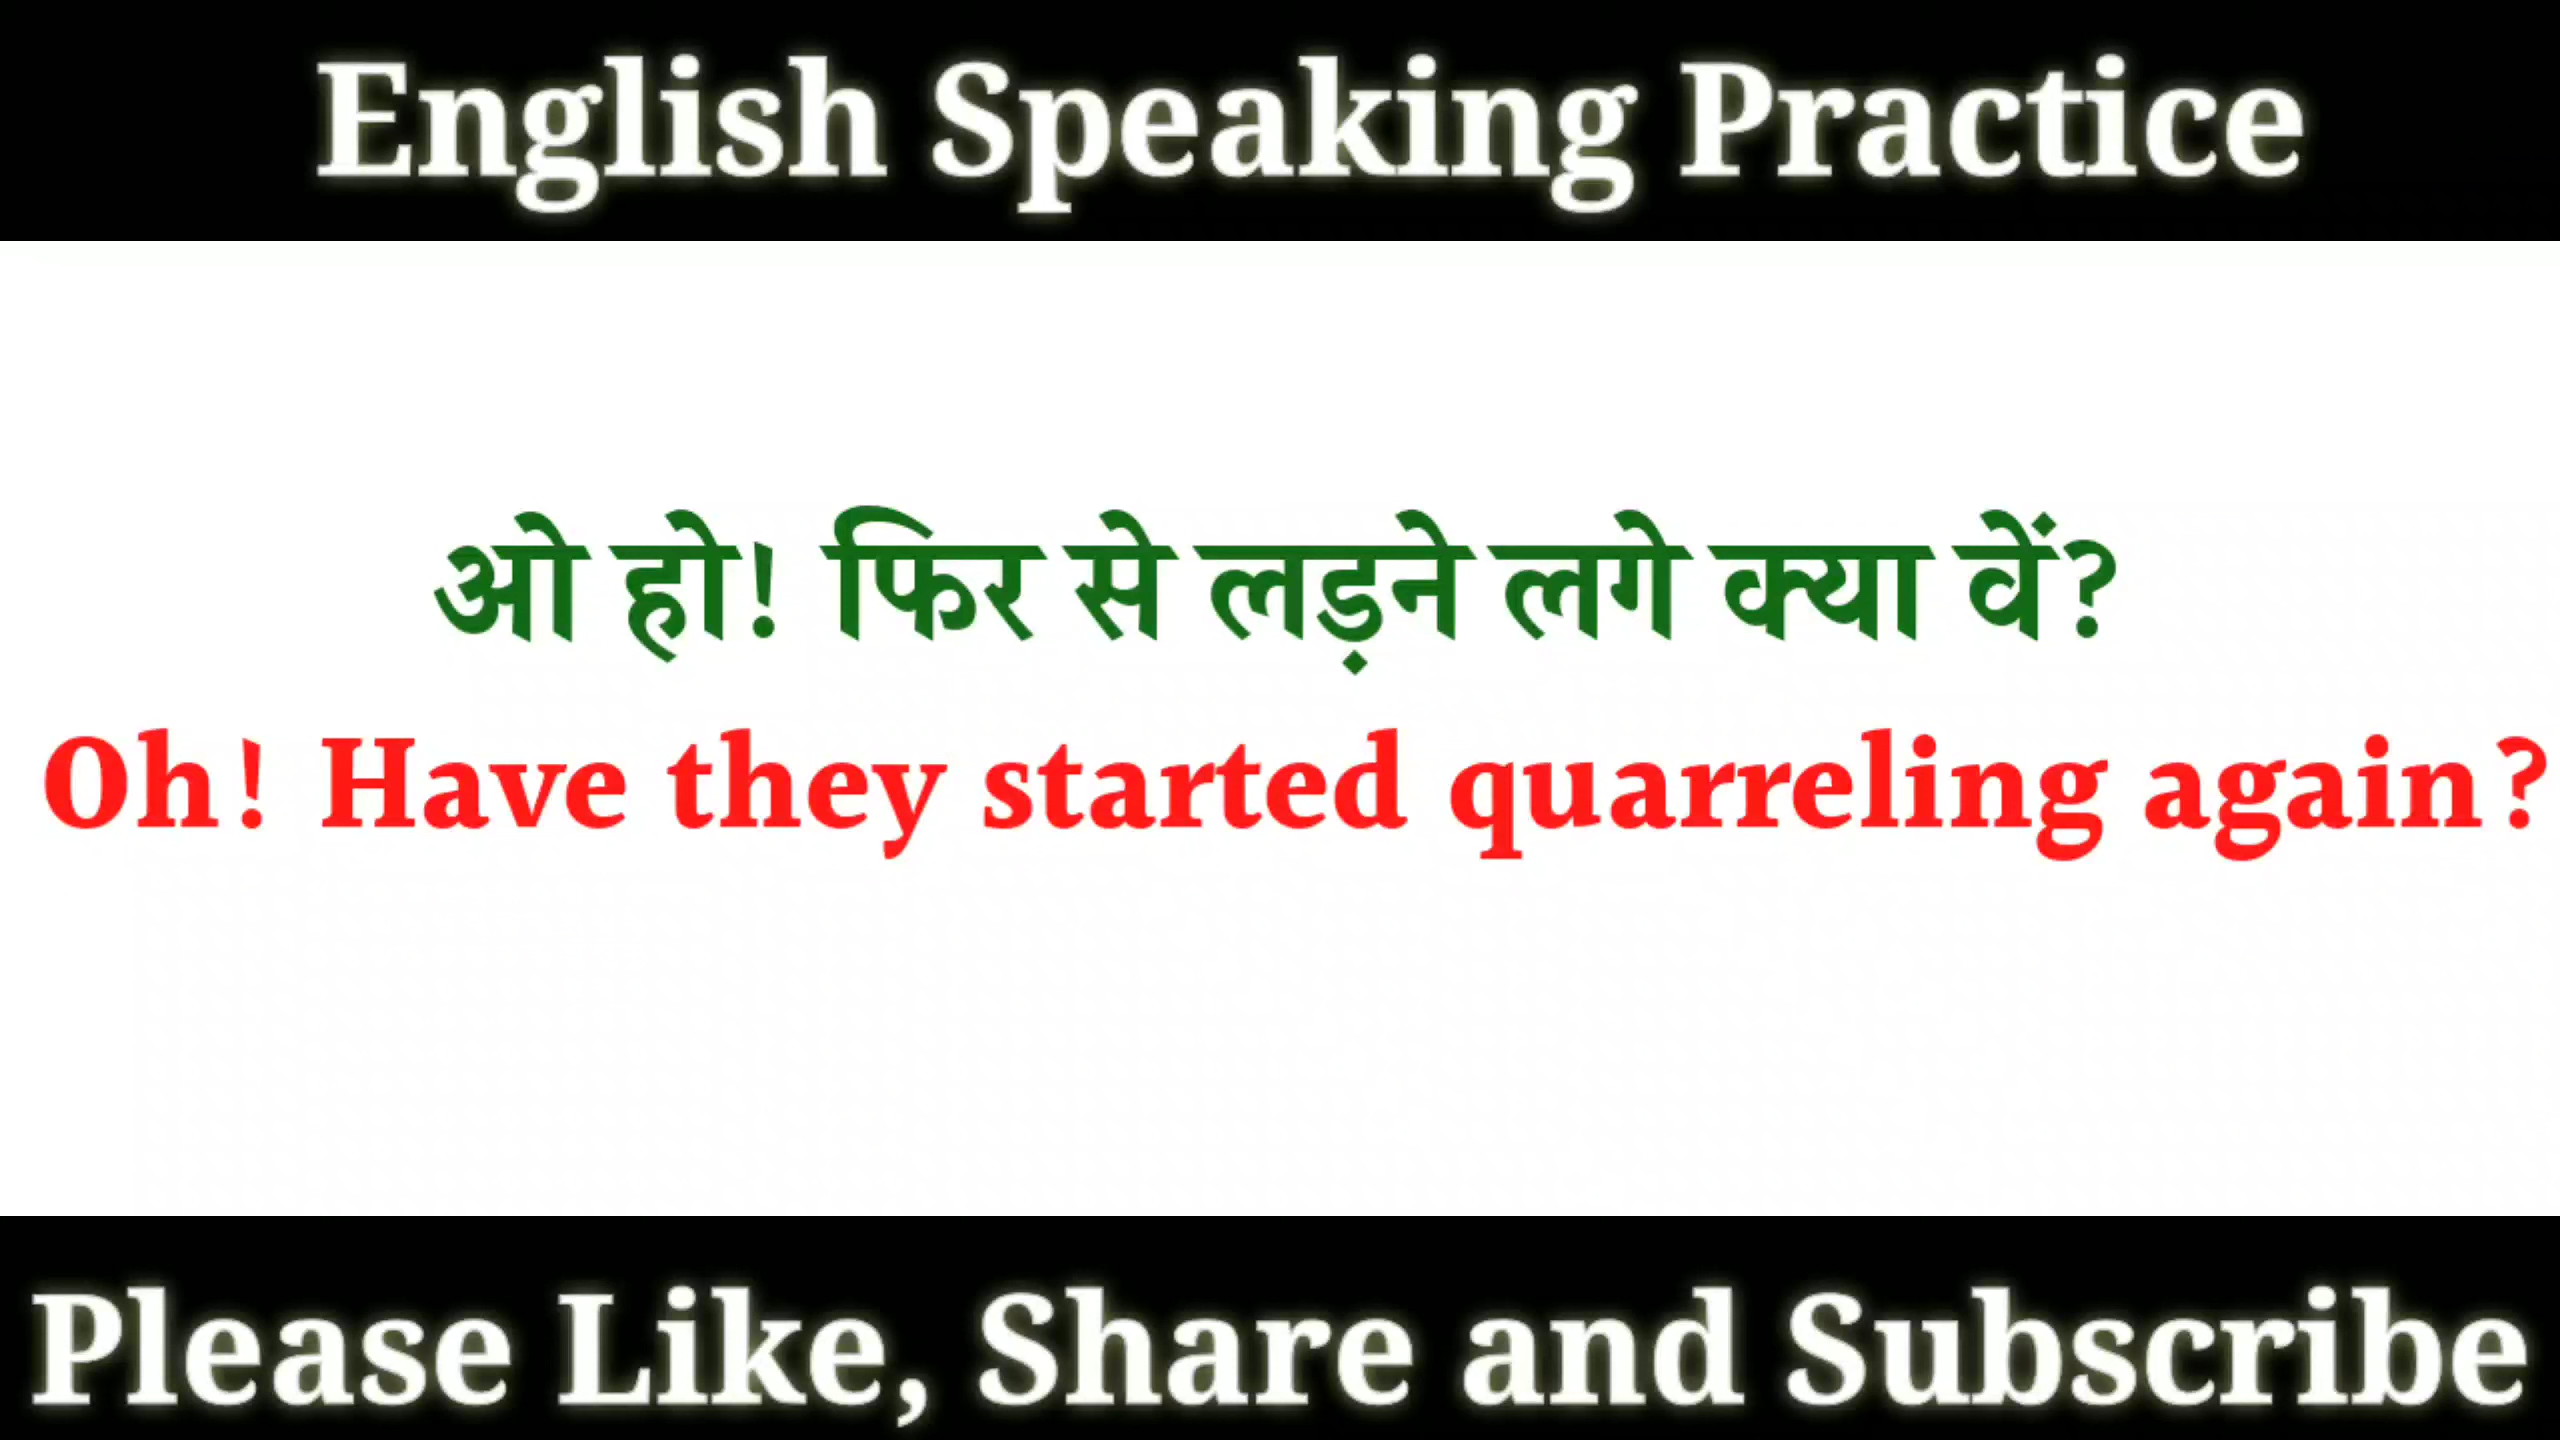 English Speaking Practice
ओ हो! फिर से लड़ने लगे क्या वें?
Oh! Have they started quarreling again?
Please Like, Share and Subscribe